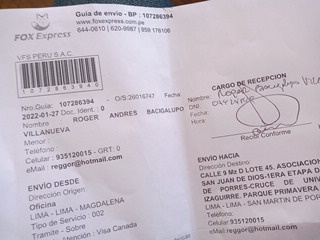 Guía de envío - BP : 107286394
www.foxexpress.com.pe
644-0610 | 620-9987 | 959 178106
FOX Express
VFS PERU S.A.C.
Nro.Guía: 107286394 O/S:26016747 Fecha:
2022-01-27 Doc. Ident.: 0
Nombre : ROGER ANDRES BACIGALUPO
VILLANUEVA
Menor :
Teléfono :
Celular : 935120015 - GRT: 0
eMail : reggor@hotmail.com
ENVÍO DESDE
Dirección Origen
Oficina
LIMA - LIMA - MAGDALENA
Tipo de Servicio : 002
Tramite - Sobre
Atención : Visa Canada
CARGO DE RECEPCION
Nombre
DNI:
Fecha
Hora
Recibí Conforme
ENVÍO HACIA
Dirección Destino
CALLE 9 Mz D LOTE 45, ASOCIACION
SAN JUAN DE DIOS-1ERA ETAPA
DE PORRES-CRUCE DE
IZAGUIRRE. PARQUE PRIMAVERA
LIMA - LIMA - SAN MARTIN DE POR
Teléfono :
Celular: 935120015
eMail : reggor@hotmail.com